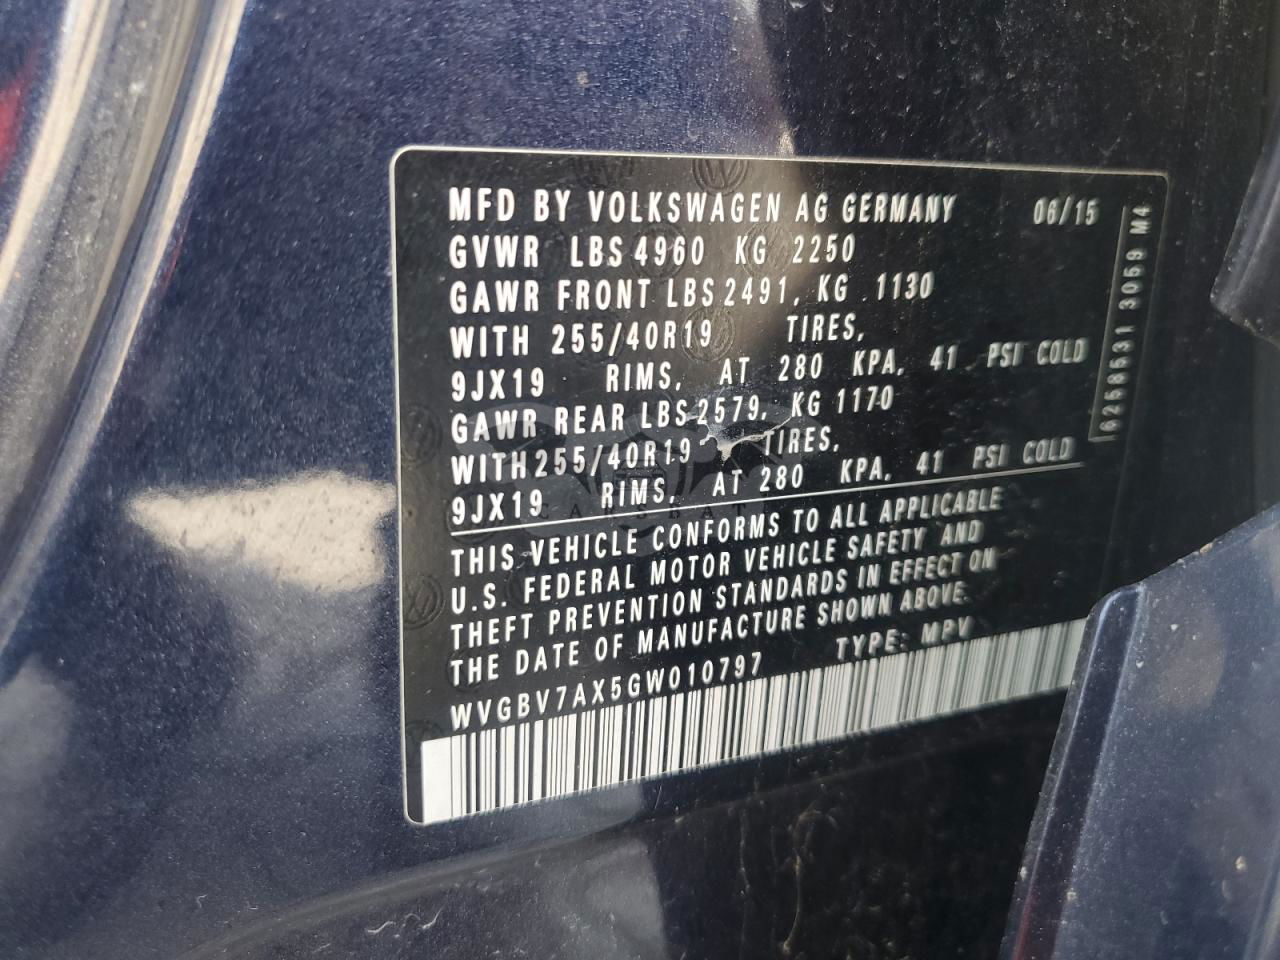 MFD BY VOLKSWAGEN AG GERMANY 06/15
GVWR LBS 4960 KG 2250
GAWR FRONT LBS 2491, KG 1130
WITH 255/40R19 TIRES,
9JX19 RIMS, AT 280 KPA, 41 PSI COLD
GAWR REAR LBS 2579, KG 1170
WITH 255/40R19 TIRES,
9JX19 RIMS, AT 280 KPA, 41 PSI COLD
THIS VEHICLE CONFORMS TO ALL APPLICABLE
U.S. FEDERAL MOTOR VEHICLE SAFETY AND
THEFT PREVENTION STANDARDS IN EFFECT ON
THE DATE OF MANUFACTURE SHOWN ABOVE.
WVGBV7AX5GW010797 TYPE: MPV
6258531 3059 M4